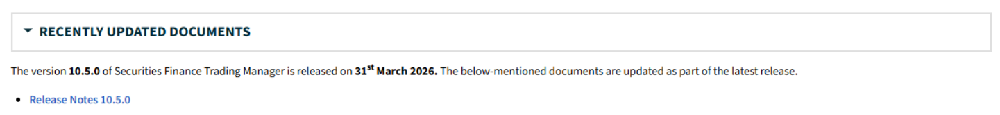 RECENTLY UPDATED DOCUMENTS
The version 10.5.0 of Securities Finance Trading Manager is released on 31st March 2026. The below-mentioned documents are updated as part of the latest release.
• Release Notes 10.5.0